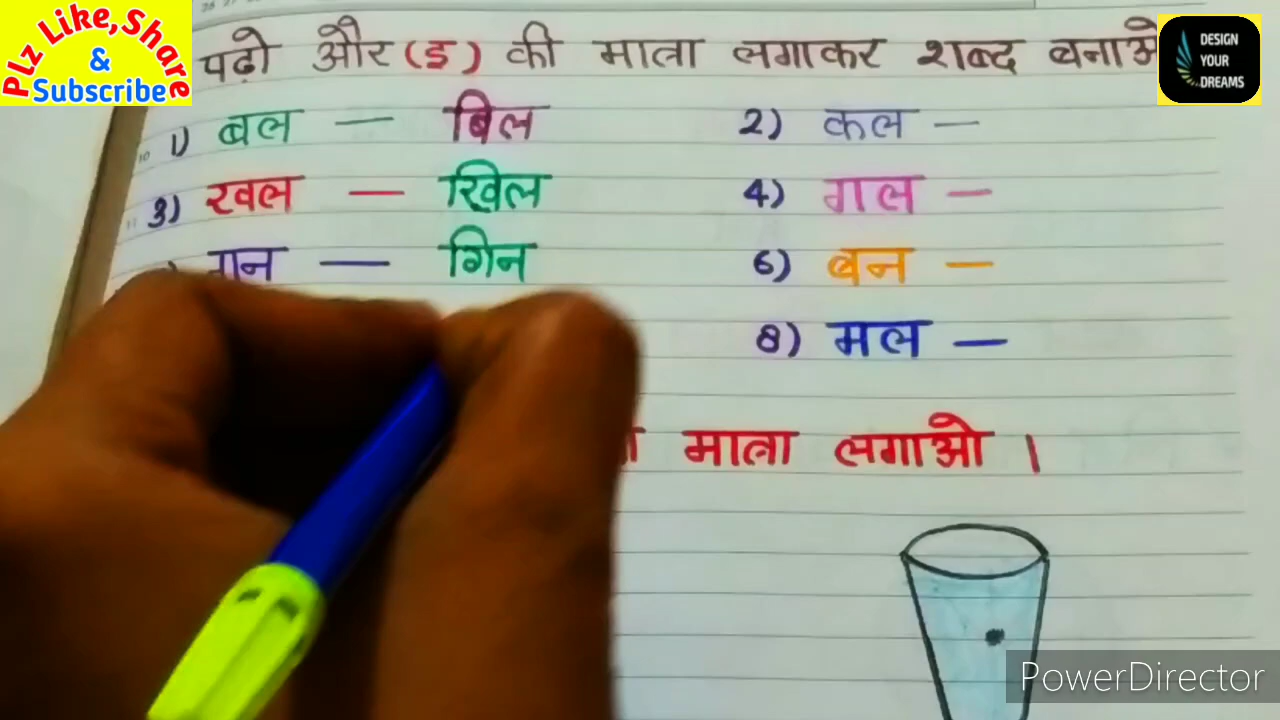 Plz Like, Share
&
Subscribe
DESIGN
YOUR
DREAMS
पढ़ो और (इ) की मात्रा लगाकर शब्द बनाओ
1) बल — बिल 2) कल —
3) खल — खिल 4) गल —
गन — गिन 6) बन —
8) मल —
मात्रा लगाओ ।
PowerDirector